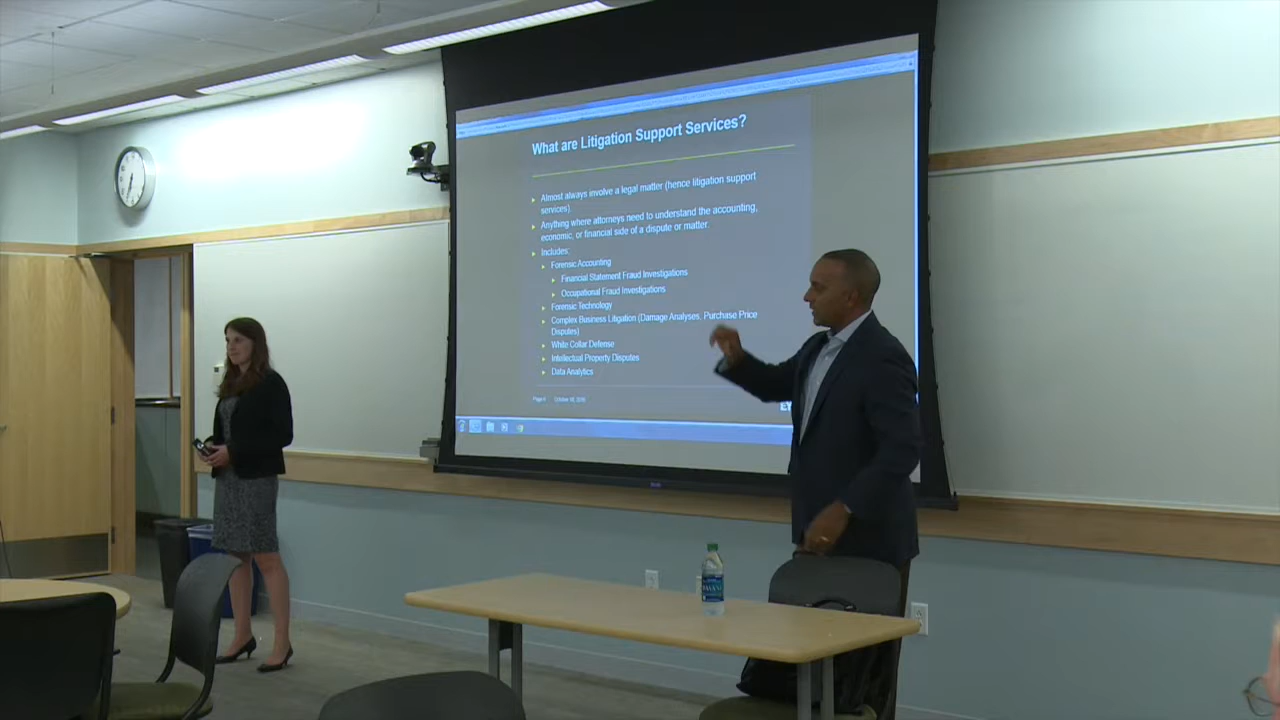 What are Litigation Support Services?
Almost always involve a legal matter (hence litigation support
services).
Anything where attorneys need to understand the accounting,
economic, or financial side of a dispute or matter.
Includes:
Forensic Accounting
Financial Statement Fraud Investigations
Occupational Fraud Investigations
Forensic Technology
Complex Business Litigation (Damage Analyses, Purchase Price
Disputes)
White Collar Defense
Intellectual Property Disputes
Data Analytics
EY